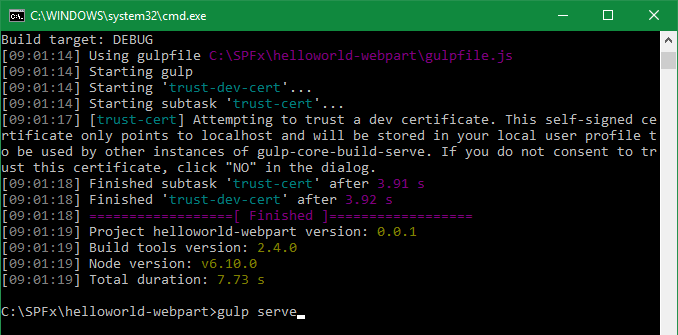 C:\WINDOWS\system32\cmd.exe
Build target: DEBUG
[09:01:14] Using gulpfile C:\SPFx\helloworld-webpart\gulpfile.js
[09:01:14] Starting gulp
[09:01:14] Starting 'trust-dev-cert'...
[09:01:14] Starting subtask 'trust-cert'...
[09:01:17] [trust-cert] Attempting to trust a dev certificate. This self-signed ce
rtificate only points to localhost and will be stored in your local user profile t
o be used by other instances of gulp-core-build-serve. If you do not consent to tr
ust this certificate, click "NO" in the dialog.
[09:01:18] Finished subtask 'trust-cert' after 3.91 s
[09:01:18] Finished 'trust-dev-cert' after 3.92 s
[09:01:18] ==================[ Finished ]==================
[09:01:19] Project helloworld-webpart version: 0.0.1
[09:01:19] Build tools version: 2.4.0
[09:01:19] Node version: v6.10.0
[09:01:19] Total duration: 7.73 s
C:\SPFx\helloworld-webpart>gulp serve